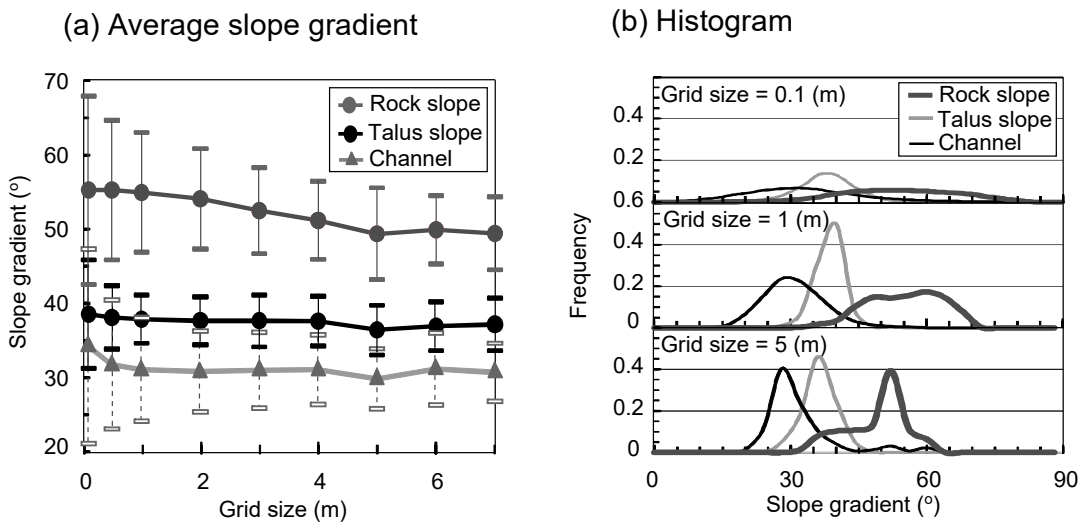 (a) Average slope gradient
70
60
50
40
30
20
0
2
4
6
Slope gradient (°)
Grid size (m)
Rock slope
Talus slope
Channel
(b) Histogram
Grid size = 0.1 (m)
Rock slope
Talus slope
Channel
0.4
0.2
0.6
Grid size = 1 (m)
0.4
0.2
0
Grid size = 5 (m)
0.4
0.2
0
Frequency
0
30
60
90
Slope gradient (°)